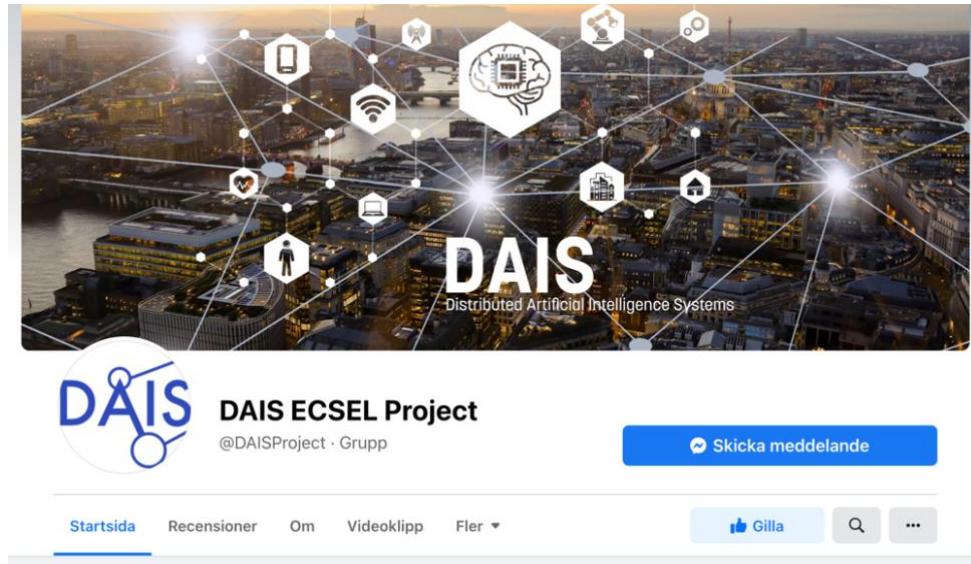 DAIS
Distributed Artificial Intelligence Systems
DAIS
DAIS ECSEL Project
@DAISProject · Grupp
Skicka meddelande
Startsida Recensioner Om Videoklipp Fler
Gilla